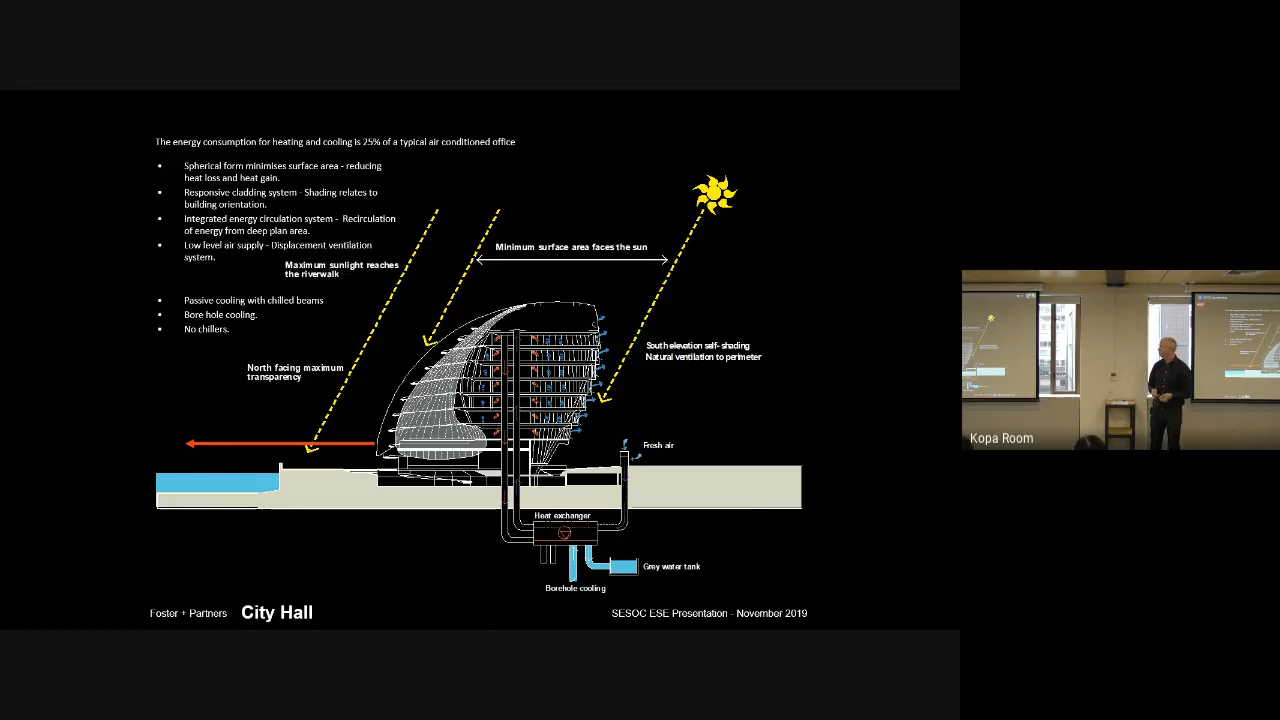 The energy consumption for heating and cooling is 25% of a typical air conditioned office
• Spherical form minimises surface area - reducing
heat loss and heat gain.
• Responsive cladding system - Shading relates to
building orientation.
• Integrated energy circulation system - Recirculation
of energy from deep plan area.
• Low level air supply - Displacement ventilation
system.
Maximum sunlight reaches
the riverwalk
• Passive cooling with chilled beams
• Bore hole cooling.
• No chillers.
Minimum surface area faces the sun
South elevation self- shading
Natural ventilation to perimeter
North facing maximum
transparency
Fresh air
Heat exchanger
Grey water tank
Borehole cooling
Foster + Partners City Hall
SESOC ESE Presentation - November 2019
Kopa Room